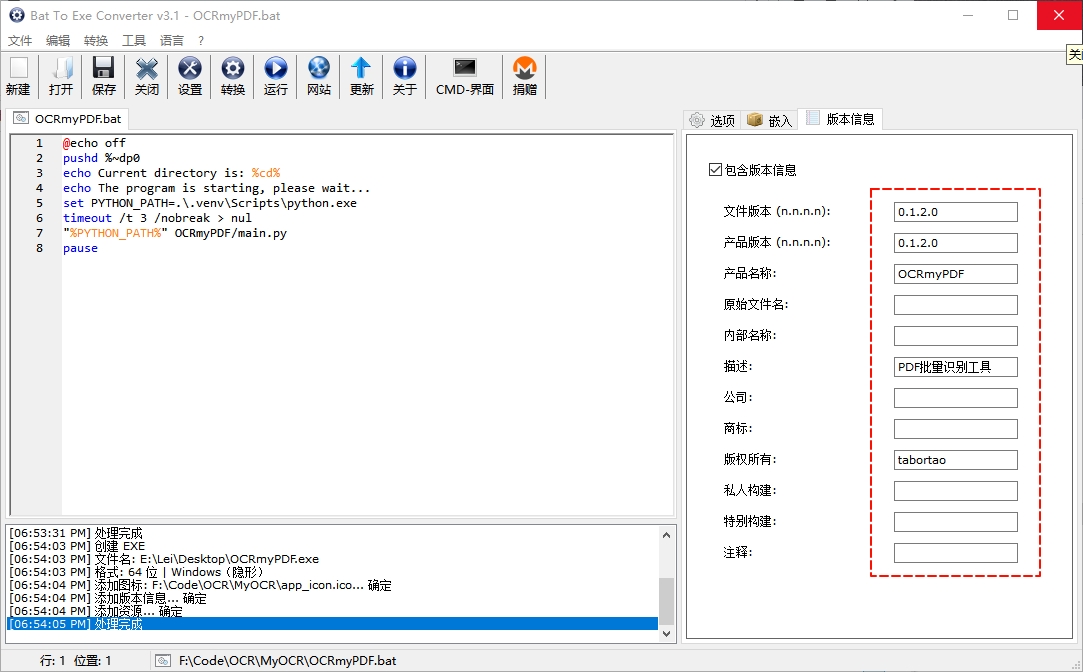 Bat To Exe Converter v3.1 - OCRmyPDF.bat
文件 编辑 转换 工具 语言 ?
新建 打开 保存 关闭 设置 转换 运行 网站 更新 关于 CMD-界面 捐赠
OCRmyPDF.bat
1 @echo off
2 pushd %~dp0
3 echo Current directory is: %cd%
4 echo The program is starting, please wait...
5 set PYTHON_PATH=.\.venv\Scripts\python.exe
6 timeout /t 3 /nobreak > nul
7 "%PYTHON_PATH%" OCRmyPDF/main.py
8 pause
[06:53:31 PM] 处理完成
[06:54:03 PM] 创建 EXE
[06:54:03 PM] 文件名: E:\Lei\Desktop\OCRmyPDF.exe
[06:54:03 PM] 格式: 64 位 | Windows (隐形)
[06:54:04 PM] 添加图标: F:\Code\OCR\MyOCR\app_icon.ico... 确定
[06:54:04 PM] 添加版本信息... 确定
[06:54:04 PM] 添加资源... 确定
[06:54:05 PM] 处理完成
选项 嵌入 版本信息
包含版本信息
文件版本 (n.n.n.n): 0.1.2.0
产品版本 (n.n.n.n): 0.1.2.0
产品名称: OCRmyPDF
原始文件名:
内部名称:
描述: PDF批量识别工具
公司:
商标:
版权所有: tabortao
私人构建:
特别构建:
注释:
行: 1 位置: 1 F:\Code\OCR\MyOCR\OCRmyPDF.bat